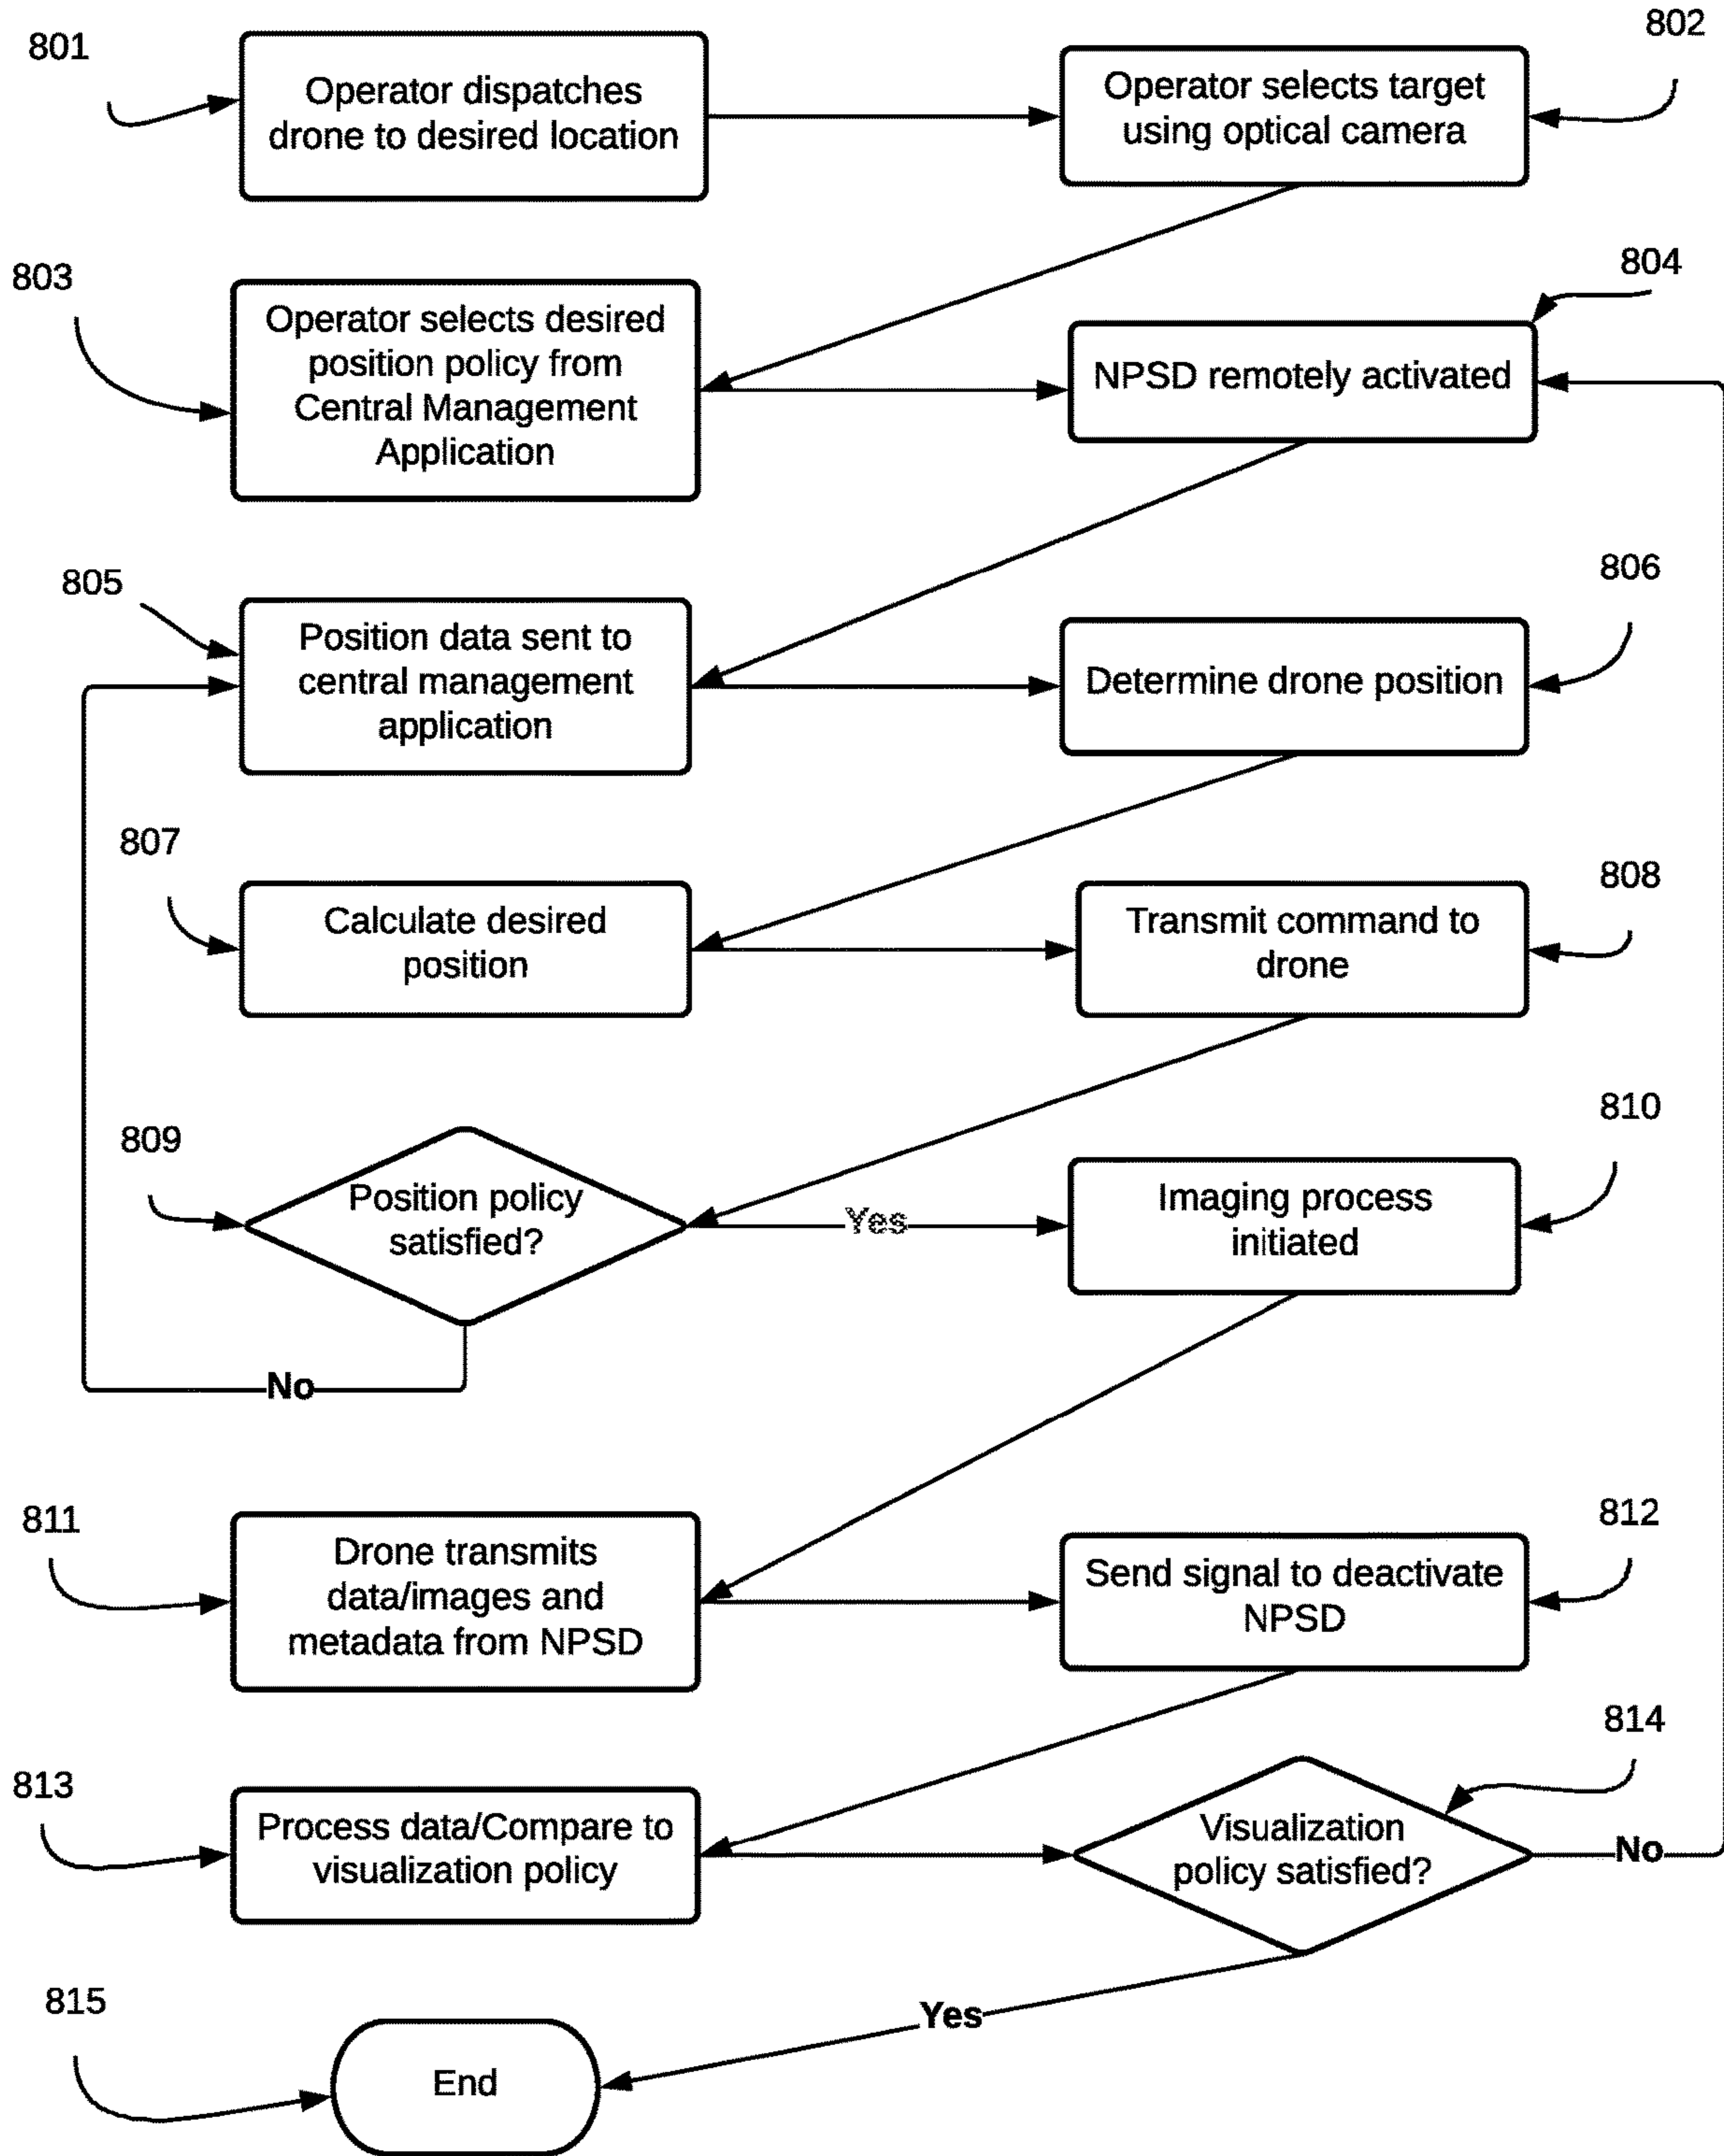 801
Operator dispatches
drone to desired location
802
Operator selects target
using optical camera
803
Operator selects desired
position policy from
Central Management
Application
804
NPSD remotely activated
805
Position data sent to
central management
application
806
Determine drone position
807
Calculate desired
position
808
Transmit command to
drone
809
Position policy
satisfied?
Yes
No
810
Imaging process
initiated
811
Drone transmits
data/images and
metadata from NPSD
812
Send signal to deactivate
NPSD
813
Process data/Compare to
visualization policy
814
Visualization
policy satisfied?
No
Yes
815
End